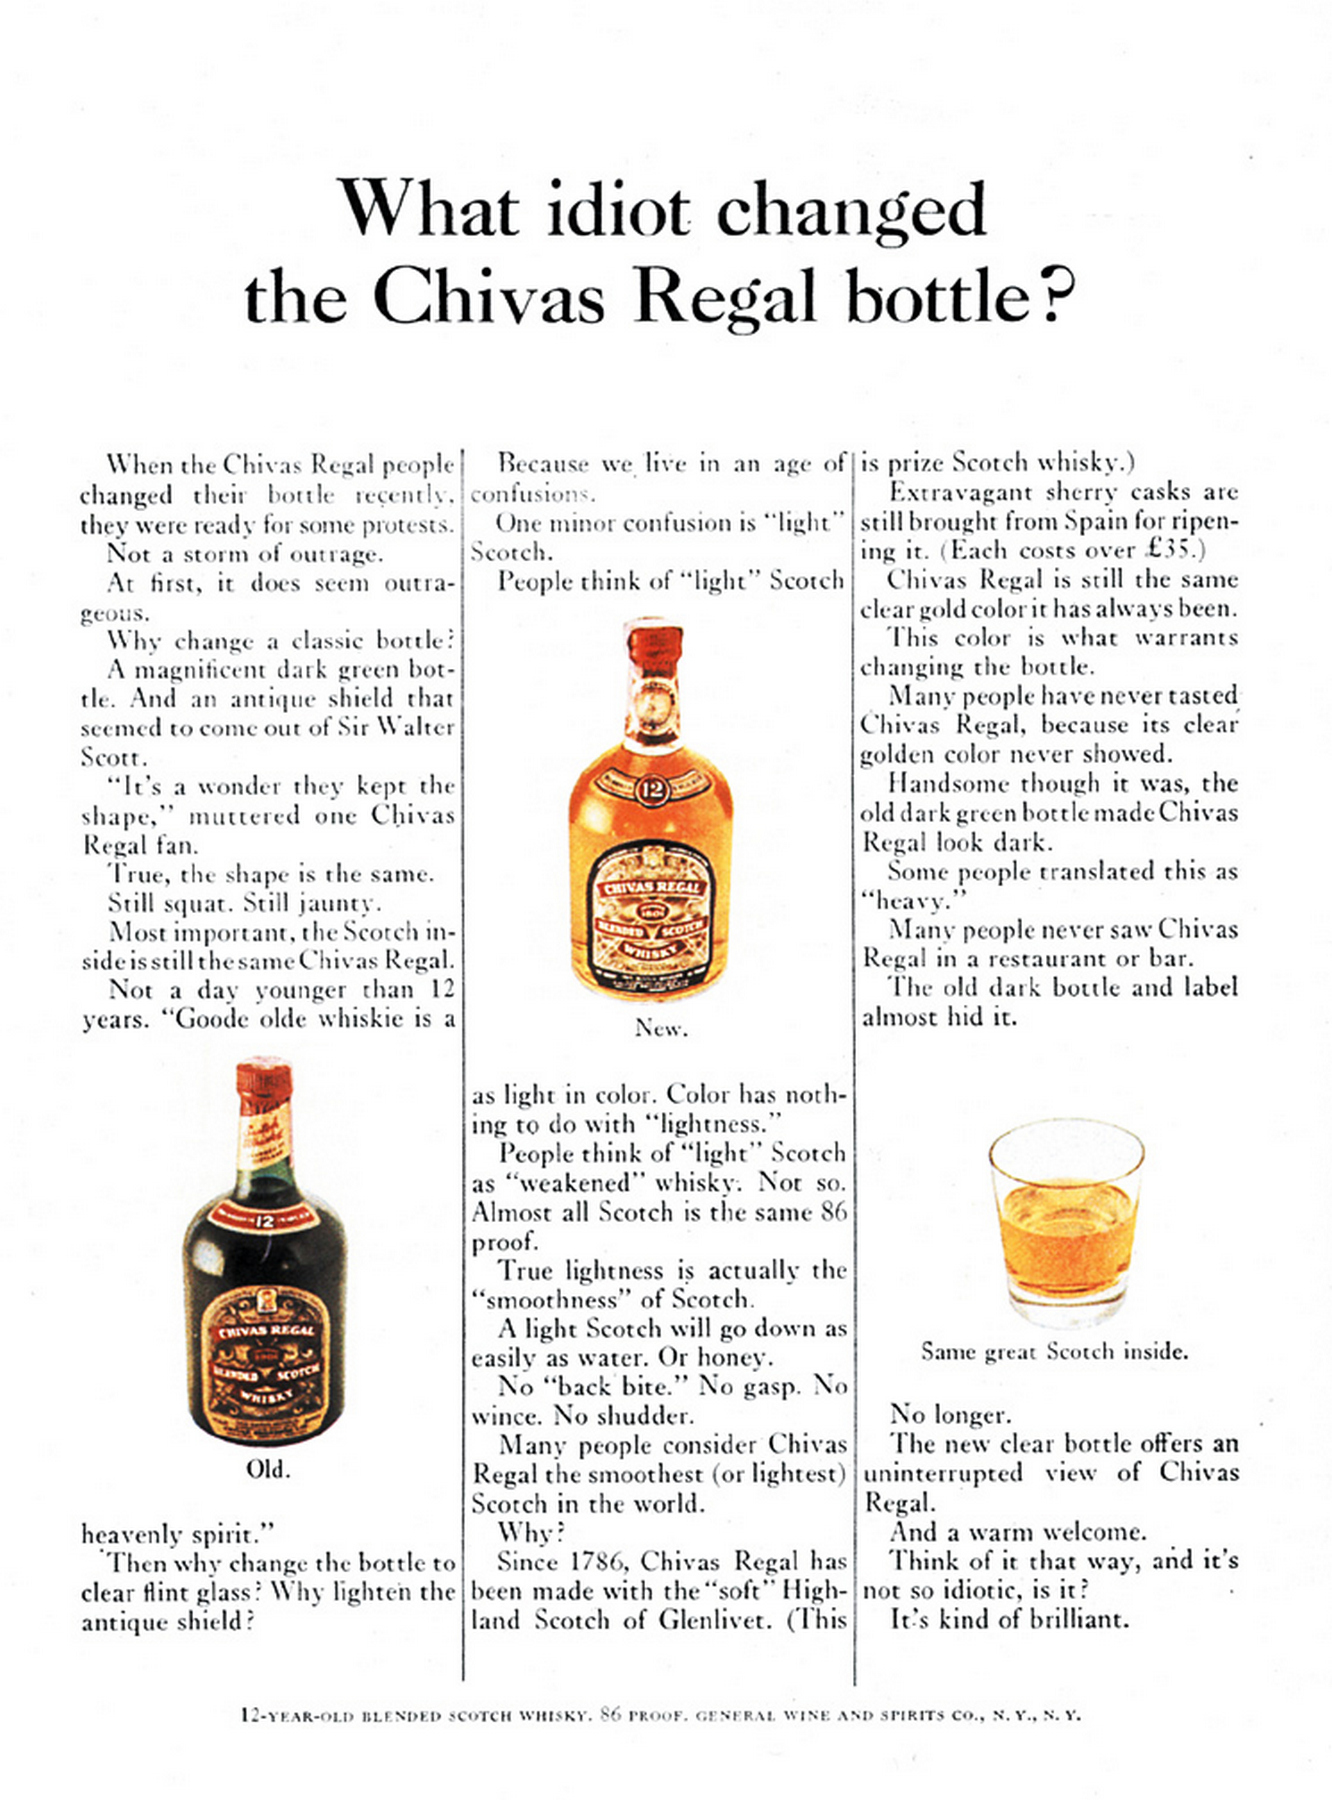 What idiot changed
the Chivas Regal bottle?
When the Chivas Regal people
changed their bottle recently,
they were ready for some protests.
Not a storm of outrage.
At first, it does seem outra-
geous.
Why change a classic bottle?
A magnificent dark green bot-
tle. And an antique shield that
seemed to come out of Sir Walter
Scott.
"It's a wonder they kept the
shape," muttered one Chivas
Regal fan.
True, the shape is the same.
Still squat. Still jaunty.
Most important, the Scotch in-
side is still the same Chivas Regal.
Not a day younger than 12
years. "Goode olde whiskie is a
12
CHIVAS REGAL
BLENDED SCOTCH
WHISKY
Old.
heavenly spirit."
Then why change the bottle to
clear flint glass? Why lighten the
antique shield?
Because we live in an age of
confusions.
One minor confusion is "light"
Scotch.
People think of "light" Scotch
12
CHIVAS REGAL
1801
BLENDED SCOTCH
WHISKY
New.
as light in color. Color has noth-
ing to do with "lightness."
People think of "light" Scotch
as "weakened" whisky. Not so.
Almost all Scotch is the same 86
proof.
True lightness is actually the
"smoothness" of Scotch.
A light Scotch will go down as
easily as water. Or honey.
No "back bite." No gasp. No
wince. No shudder.
Many people consider Chivas
Regal the smoothest (or lightest)
Scotch in the world.
Why?
Since 1786, Chivas Regal has
been made with the "soft" High-
land Scotch of Glenlivet. (This
is prize Scotch whisky.)
Extravagant sherry casks are
still brought from Spain for ripen-
ing it. (Each costs over £35.)
Chivas Regal is still the same
clear gold color it has always been.
This color is what warrants
changing the bottle.
Many people have never tasted
Chivas Regal, because its clear
golden color never showed.
Handsome though it was, the
old dark green bottle made Chivas
Regal look dark.
Some people translated this as
"heavy."
Many people never saw Chivas
Regal in a restaurant or bar.
The old dark bottle and label
almost hid it.
Same great Scotch inside.
No longer.
The new clear bottle offers an
uninterrupted view of Chivas
Regal.
And a warm welcome.
Think of it that way, and it's
not so idiotic, is it?
It's kind of brilliant.
12-YEAR-OLD BLENDED SCOTCH WHISKY. 86 PROOF. GENERAL WINE AND SPIRITS CO., N. Y., N. Y.